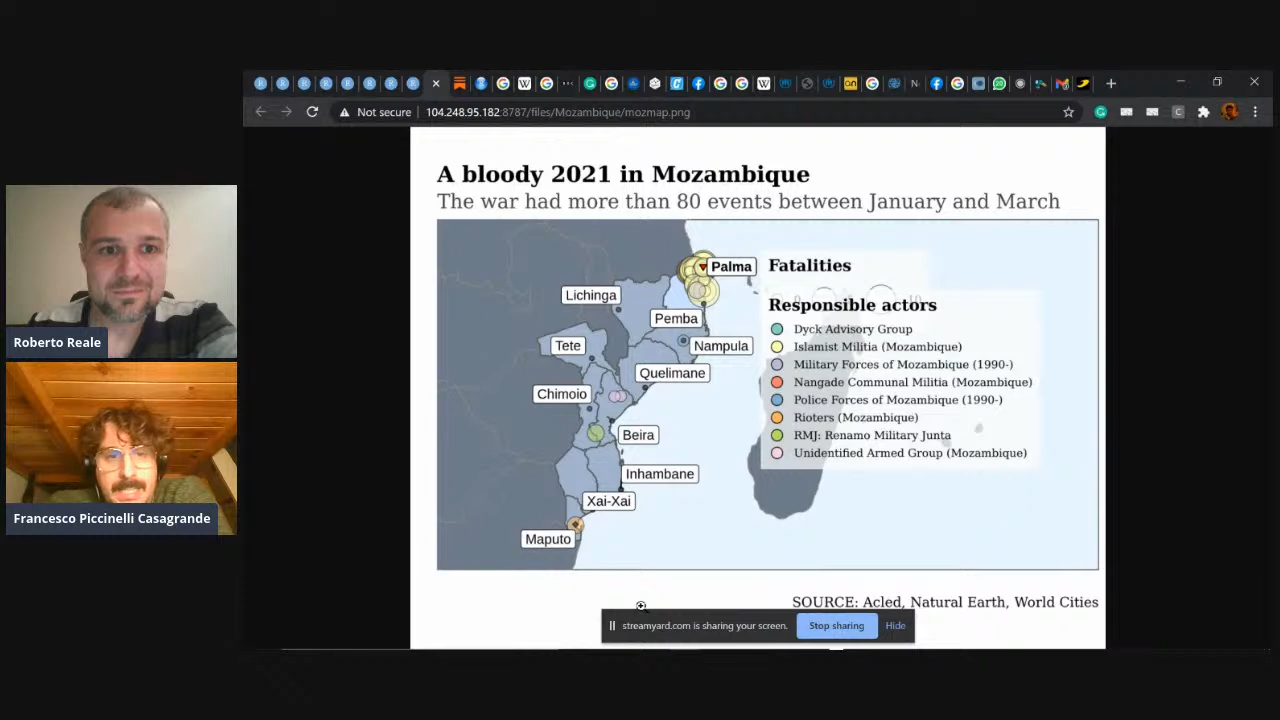 Not secure
104.248.95.182:8787/files/Mozambique/mozmap.png
A bloody 2021 in Mozambique
The war had more than 80 events between January and March
Palma
Fatalities
Lichinga
Responsible actors
Pemba
Dyck Advisory Group
Tete
Nampula
Islamist Militia (Mozambique)
Military Forces of Mozambique (1990-)
Quelimane
Nangade Communal Militia (Mozambique)
Chimoio
Police Forces of Mozambique (1990-)
Rioters (Mozambique)
Beira
RMJ: Renamo Military Junta
Unidentified Armed Group (Mozambique)
Inhambane
Xai-Xai
Maputo
SOURCE: Acled, Natural Earth, World Cities
streamyard.com is sharing your screen.
Stop sharing
Hide
Roberto Reale
Francesco Piccinelli Casagrande